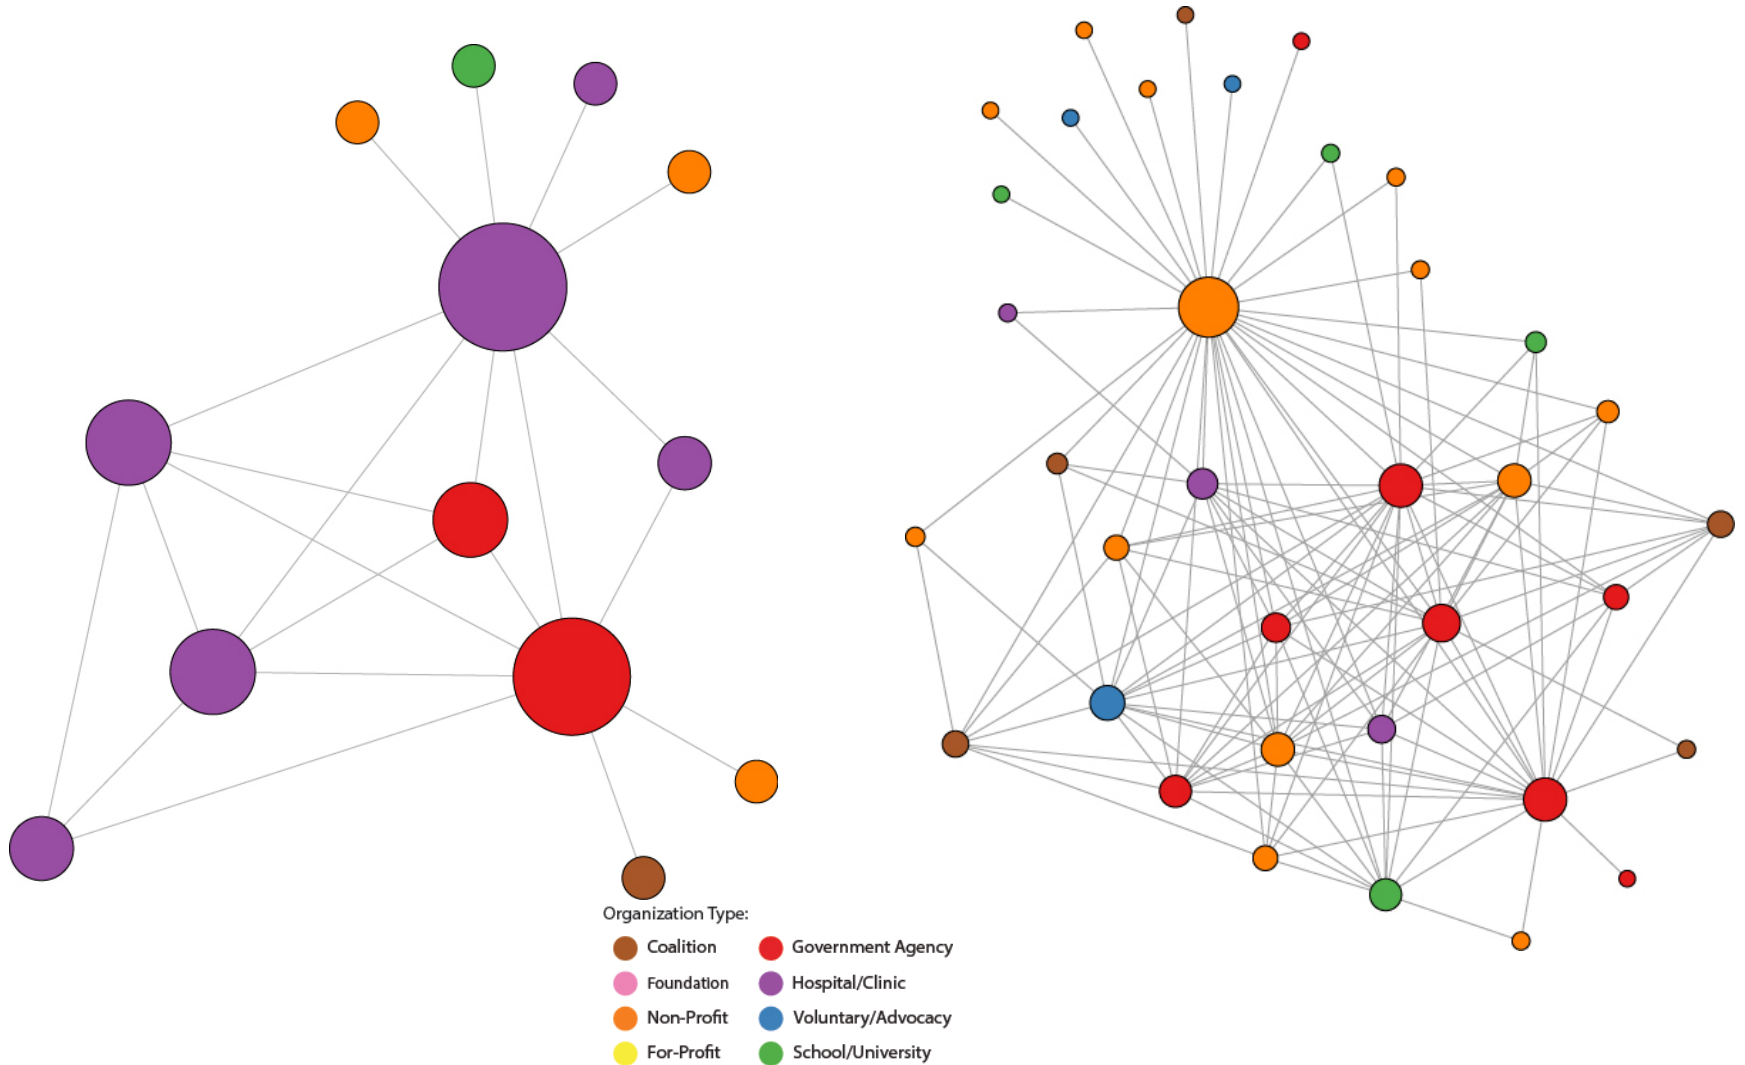 Organization Type:
Coalition
Government Agency
Foundation
Hospital/Clinic
Non-Profit
Voluntary/Advocacy
For-Profit
School/University